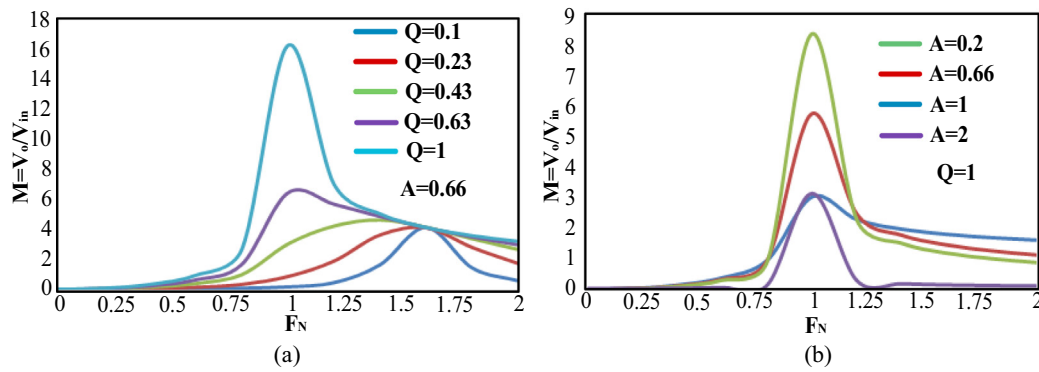 18
16
14
12
10
8
6
4
2
0
M=Vₒ/Vᵢₙ
Q=0.1
Q=0.23
Q=0.43
Q=0.63
Q=1
A=0.66
0 0.25 0.5 0.75 1 1.25 1.5 1.75 2
F_N
(a)
9
8
7
6
5
4
3
2
1
0
M=Vₒ/Vᵢₙ
A=0.2
A=0.66
A=1
A=2
Q=1
0 0.25 0.5 0.75 1 1.25 1.5 1.75 2
F_N
(b)